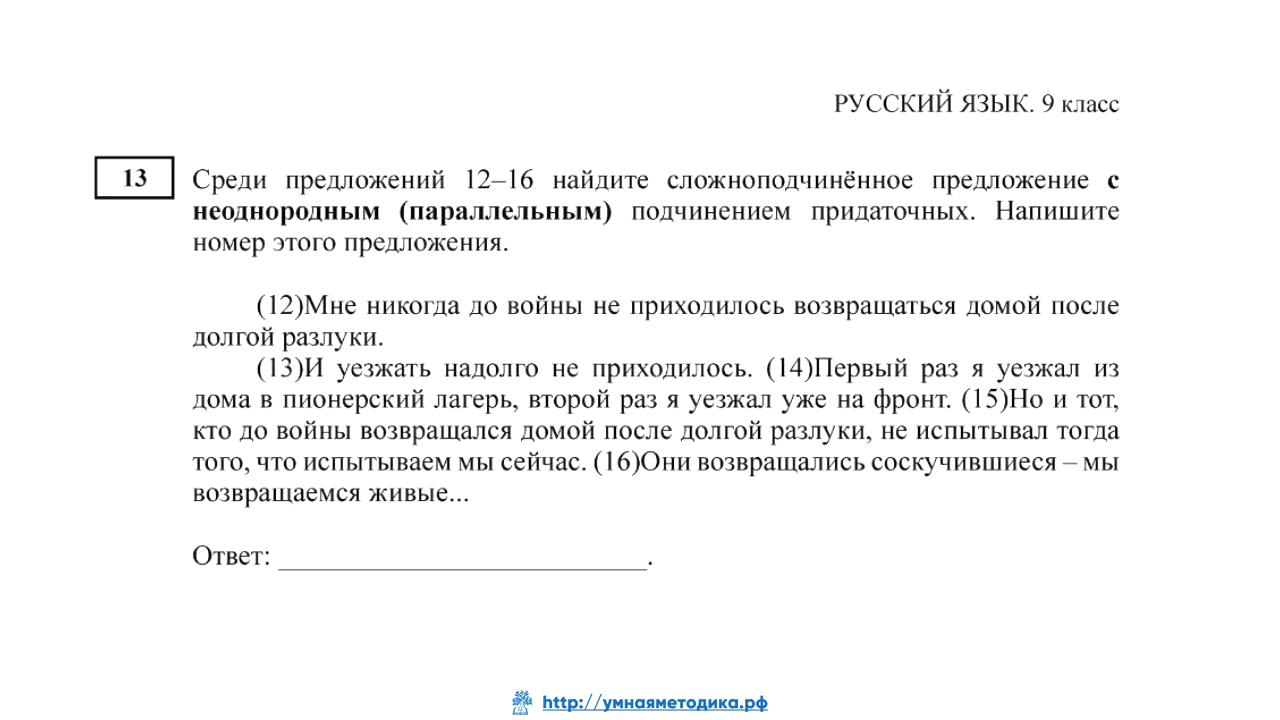 РУССКИЙ ЯЗЫК. 9 класс
13 Среди предложений 12–16 найдите сложноподчинённое предложение с
неоднородным (параллельным) подчинением придаточных. Напишите
номер этого предложения.
(12)Мне никогда до войны не приходилось возвращаться домой после
долгой разлуки.
(13)И уезжать надолго не приходилось. (14)Первый раз я уезжал из
дома в пионерский лагерь, второй раз я уезжал уже на фронт. (15)Но и тот,
кто до войны возвращался домой после долгой разлуки, не испытывал тогда
того, что испытываем мы сейчас. (16)Они возвращались соскучившиеся – мы
возвращаемся живые...
Ответ: ___________________________.
http://умнаяметодика.рф